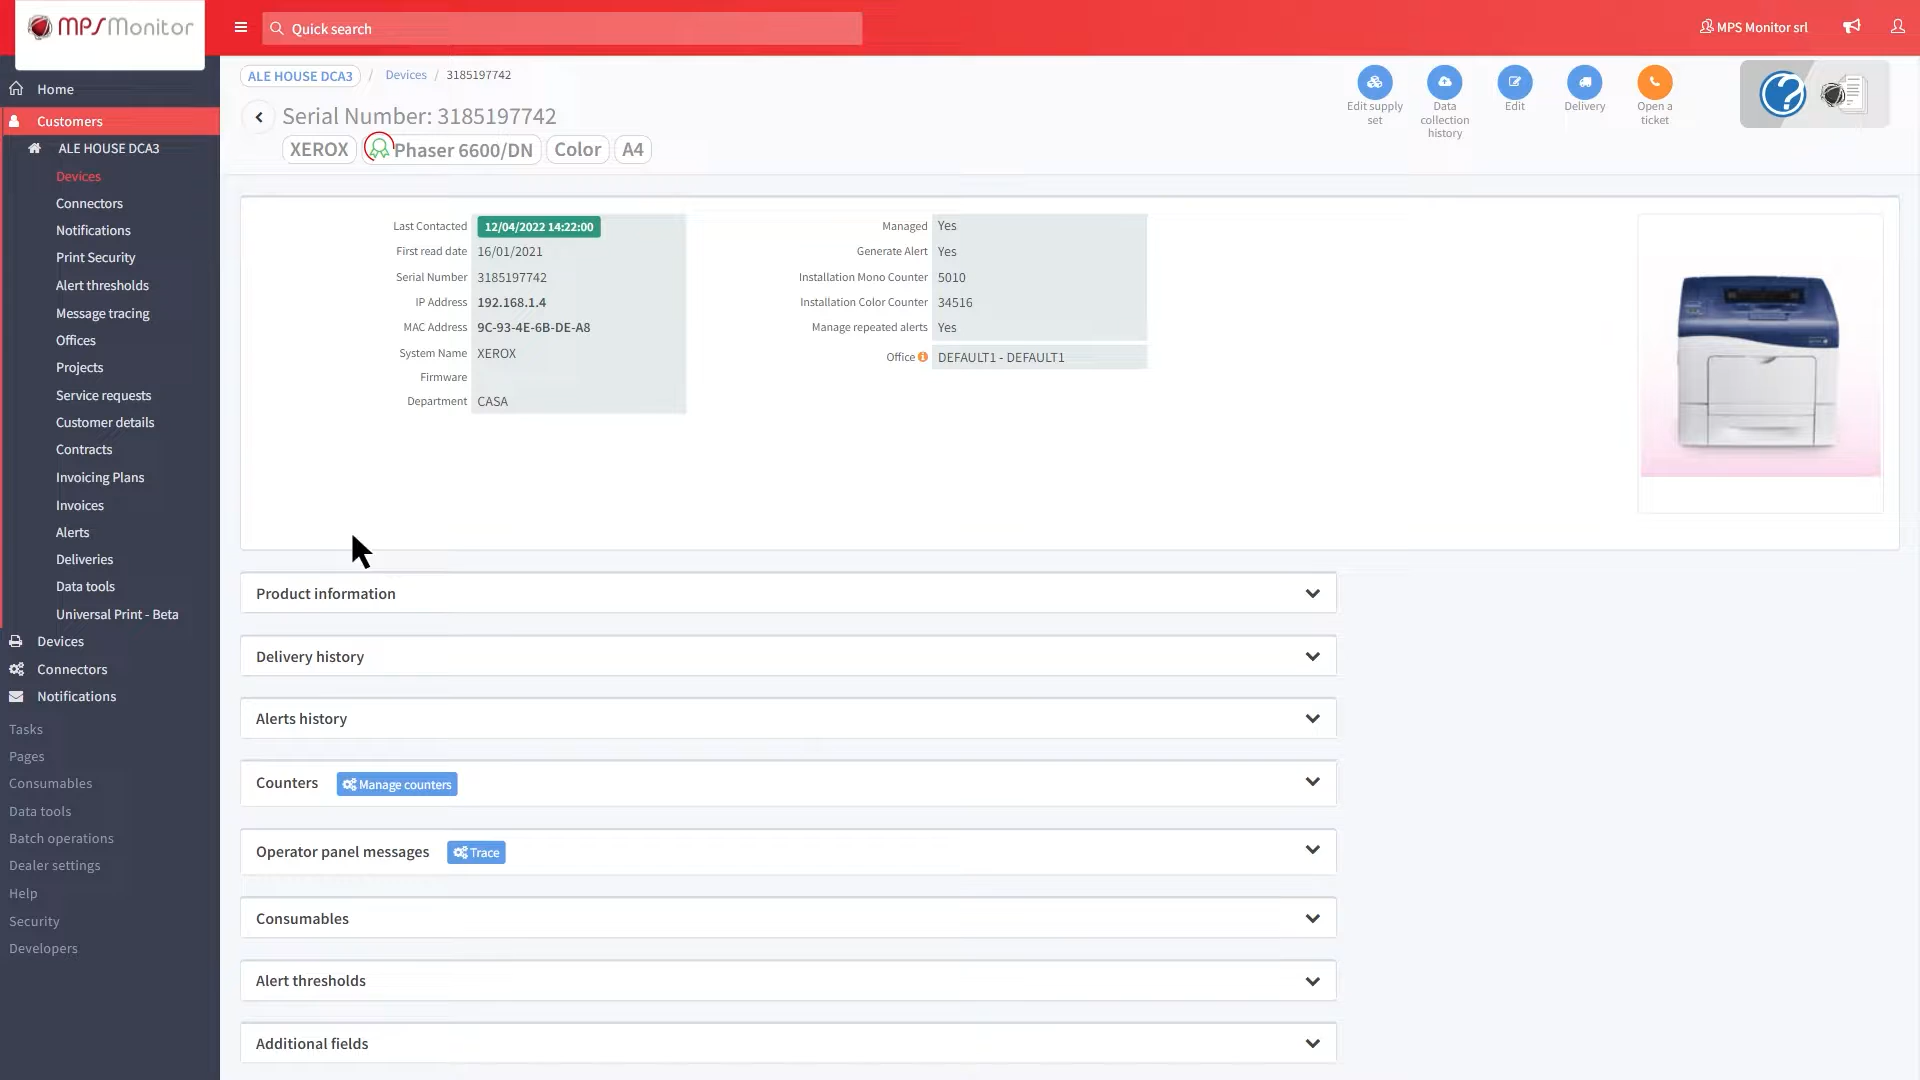 MPSMonitor
Quick search
MPS Monitor srl
Home
Customers
ALE HOUSE DCA3
Devices
Connectors
Notifications
Print Security
Alert thresholds
Message tracing
Offices
Projects
Service requests
Customer details
Contracts
Invoicing Plans
Invoices
Alerts
Deliveries
Data tools
Universal Print - Beta
Devices
Connectors
Notifications
Tasks
Pages
Consumables
Data tools
Batch operations
Dealer settings
Help
Security
Developers
ALE HOUSE DCA3 / Devices / 3185197742
Serial Number: 3185197742
XEROX Phaser 6600/DN Color A4
Edit supply
set
Data
collection
history
Edit
Delivery
Open a
ticket
?
Last Contacted 12/04/2022 14:22:00
First read date 16/01/2021
Serial Number 3185197742
IP Address 192.168.1.4
MAC Address 9C-93-4E-6B-DE-A8
System Name XEROX
Firmware
Department CASA
Managed Yes
Generate Alert Yes
Installation Mono Counter 5010
Installation Color Counter 34516
Manage repeated alerts Yes
Office DEFAULT1 - DEFAULT1
Product information
Delivery history
Alerts history
Counters Manage counters
Operator panel messages Trace
Consumables
Alert thresholds
Additional fields